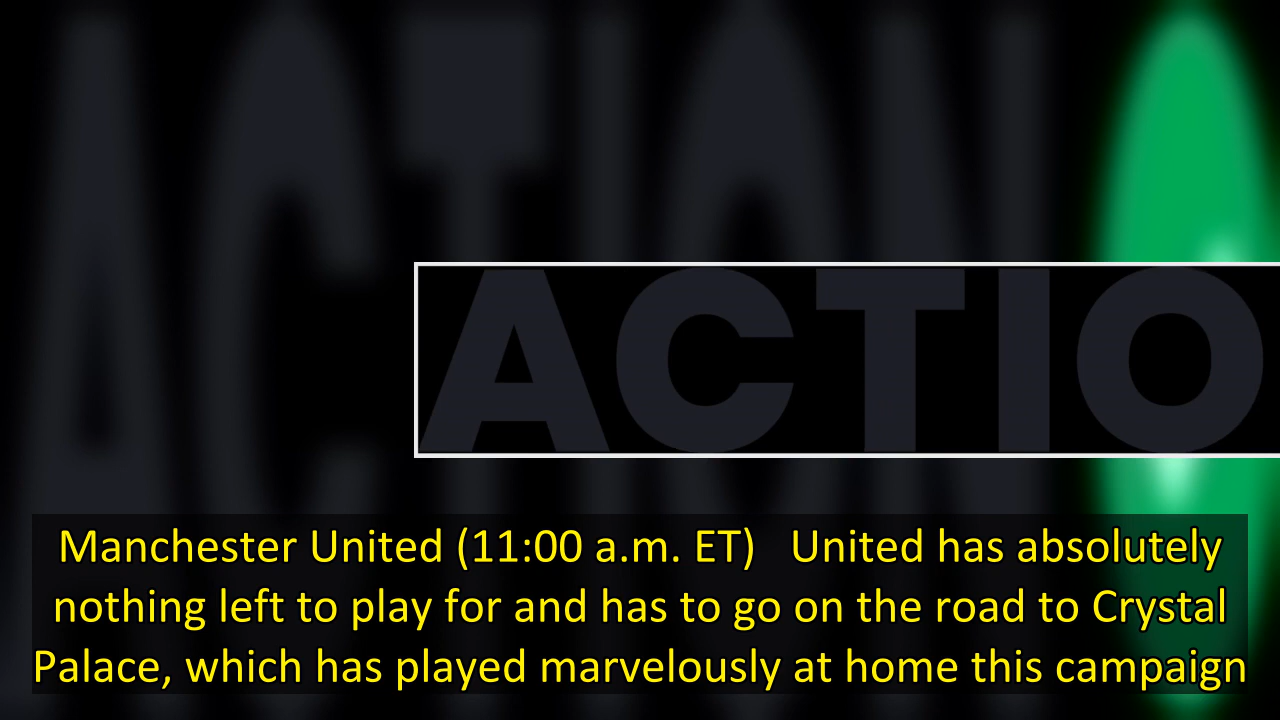 ACTION
ACTIO
Manchester United (11:00 a.m. ET) United has absolutely
nothing left to play for and has to go on the road to Crystal
Palace, which has played marvelously at home this campaign